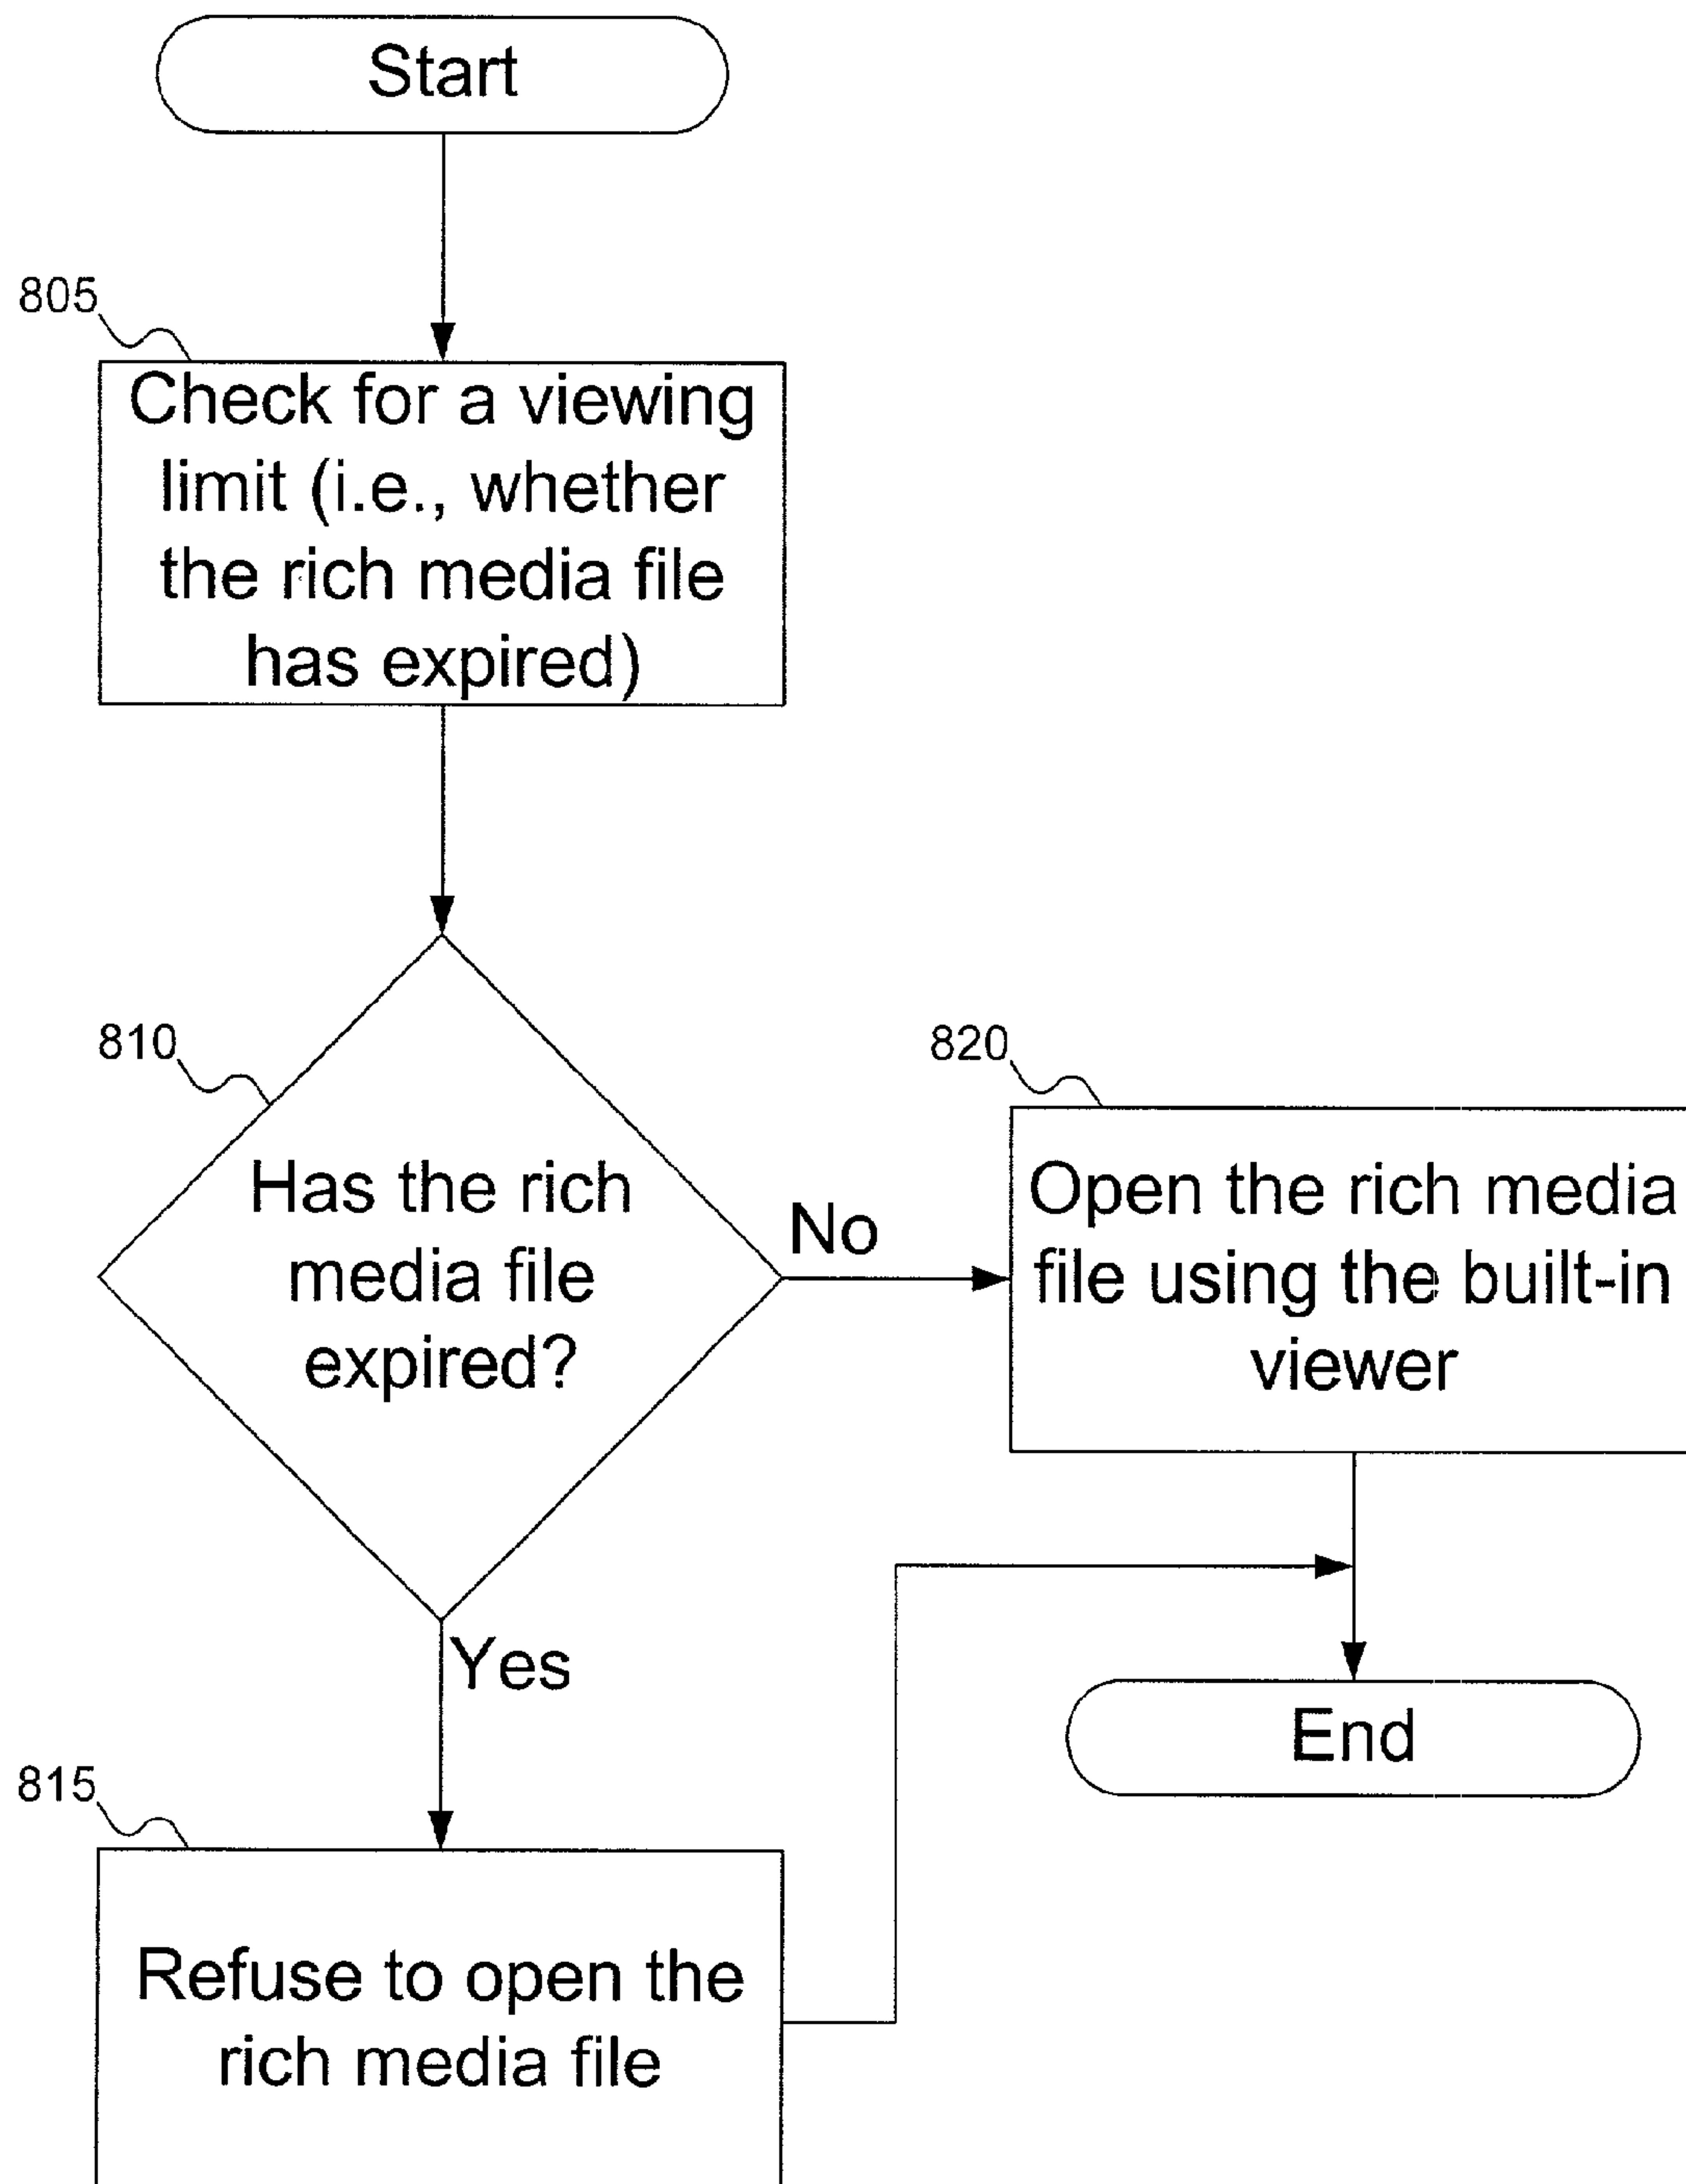 Start
805
Check for a viewing
limit (i.e., whether
the rich media file
has expired)
810
Has the rich
media file
expired?
No
820
Open the rich media
file using the built-in
viewer
Yes
End
815
Refuse to open the
rich media file